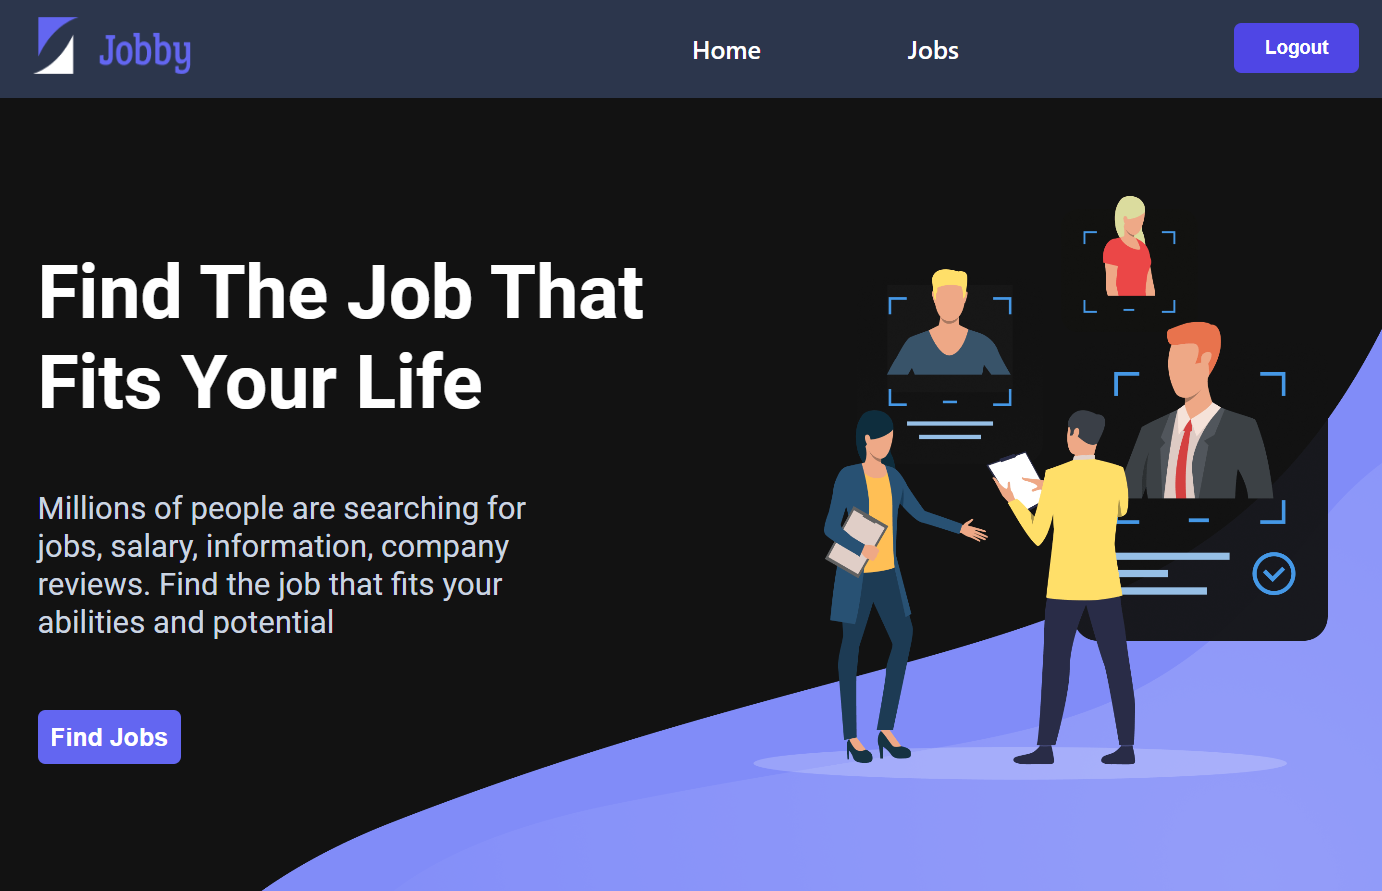 Jobby
Home
Jobs
Logout
Find The Job That
Fits Your Life
Millions of people are searching for
jobs, salary, information, company
reviews. Find the job that fits your
abilities and potential
Find Jobs